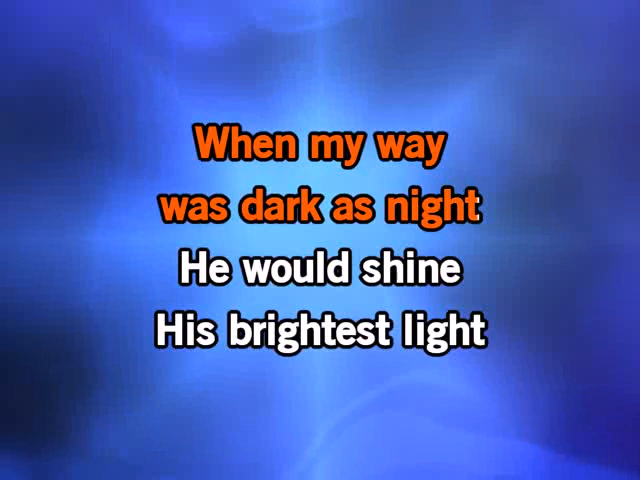 When my way
was dark as night
He would shine
His brightest light